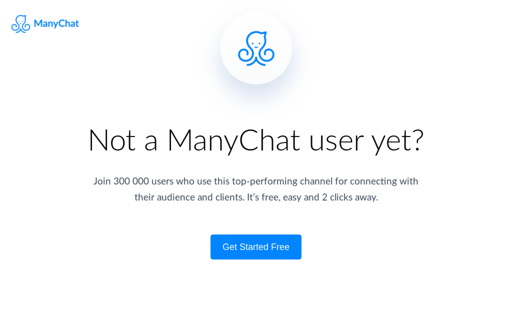 ManyChat
Not a ManyChat user yet?
Join 300 000 users who use this top-performing channel for connecting with
their audience and clients. It's free, easy and 2 clicks away.
Get Started Free